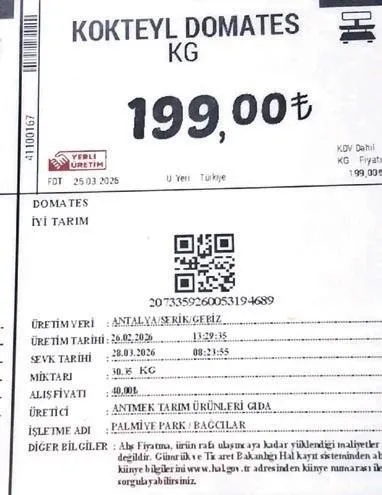 KOKTEYL DOMATES
KG
199,00₺
41100167
YERLİ
ÜRETİM
FDT 25.03.2026
Ü.Yeri Türkiye
KDV Dahil
KG Fiyatı
199,00₺
DOMATES
İYİ TARIM
2073359260053194689
ÜRETİM YERİ : ANTALYA/SERİK/GEBİZ
ÜRETİM TARİHİ : 26.02.2026 13:29:35
SEVK TARİHİ : 28.03.2026 08:23:55
MİKTARI : 30.35 KG
ALIŞ FİYATI : 40.00₺
ÜRETİCİ : ANTMEK TARIM ÜRÜNLERİ GIDA
İŞLETME ADI : PALMİYE PARK / BAĞCILAR
DİĞER BİLGİLER : Alış Fiyatına, ürün rafa ulaşıncaya kadar yüklendiği maliyetler
değildir. Gümrük ve Ticaret Bakanlığı Hal kayıt sisteminden
künye bilgilerini www.hal.gov.tr adresinden künye numarası ile
sorgulayabilirsiniz.